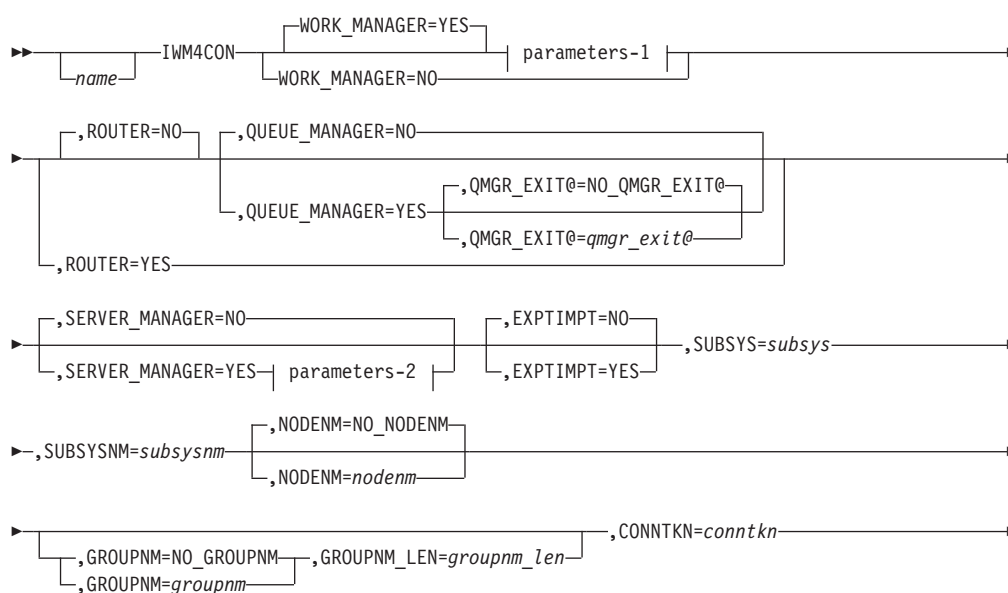 WORK_MANAGER=YES
IWM4CON parameters-1
name WORK_MANAGER=NO
,ROUTER=NO ,QUEUE_MANAGER=NO
,QMGR_EXIT@=NO_QMGR_EXIT@
,QUEUE_MANAGER=YES
,QMGR_EXIT@=qmgr_exit@
,ROUTER=YES
,SERVER_MANAGER=NO ,EXPTIMPT=NO
,SUBSYS=subsys
,SERVER_MANAGER=YES parameters-2 ,EXPTIMPT=YES
,NODENM=NO_NODENM
,SUBSYSNM=subsysnm
,NODENM=nodenm
,CONNTKN=conntkn
,GROUPNM=NO_GROUPNM ,GROUPNM_LEN=groupnm_len
,GROUPNM=groupnm